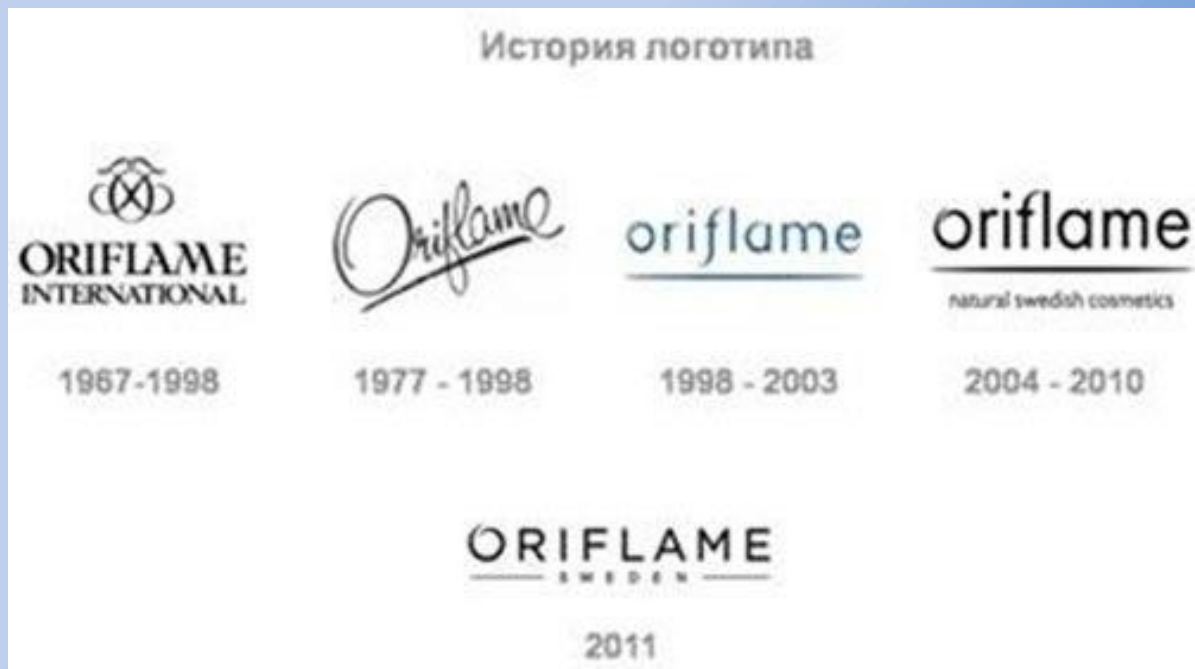 История логотипа
ORIFLAME
INTERNATIONAL
1967-1998
Oriflame
1977 - 1998
oriflame
1998 - 2003
oriflame
natural swedish cosmetics
2004 - 2010
ORIFLAME
SWEDEN
2011